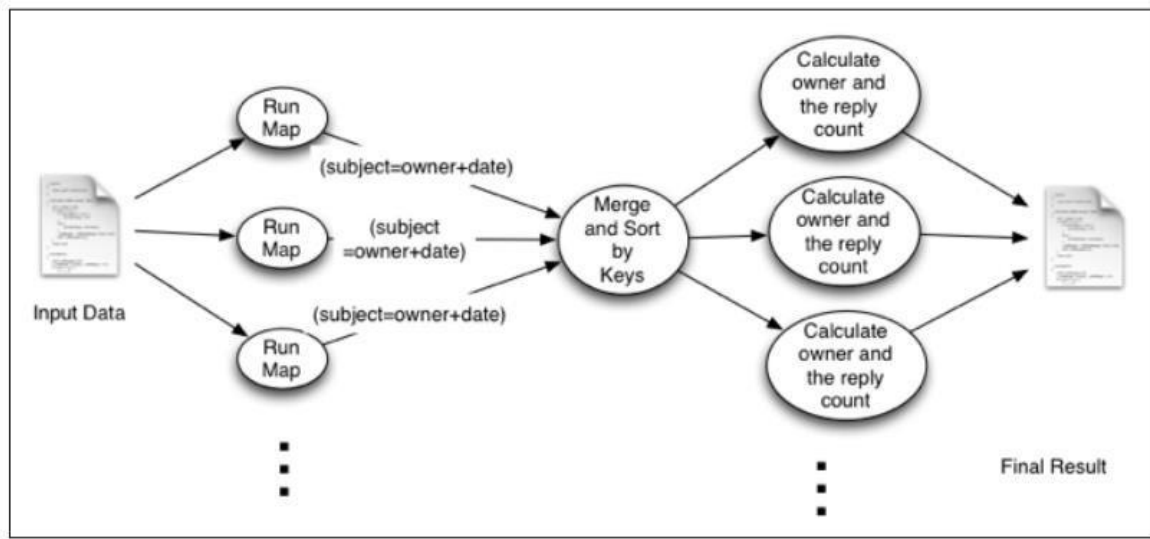 Input Data
Run
Map
Run
Map
Run
Map
(subject=owner+date)
(subject
=owner+date)
(subject=owner+date)
Merge
and Sort
by
Keys
Calculate
owner and
the reply
count
Calculate
owner and
the reply
count
Calculate
owner and
the reply
count
Final Result